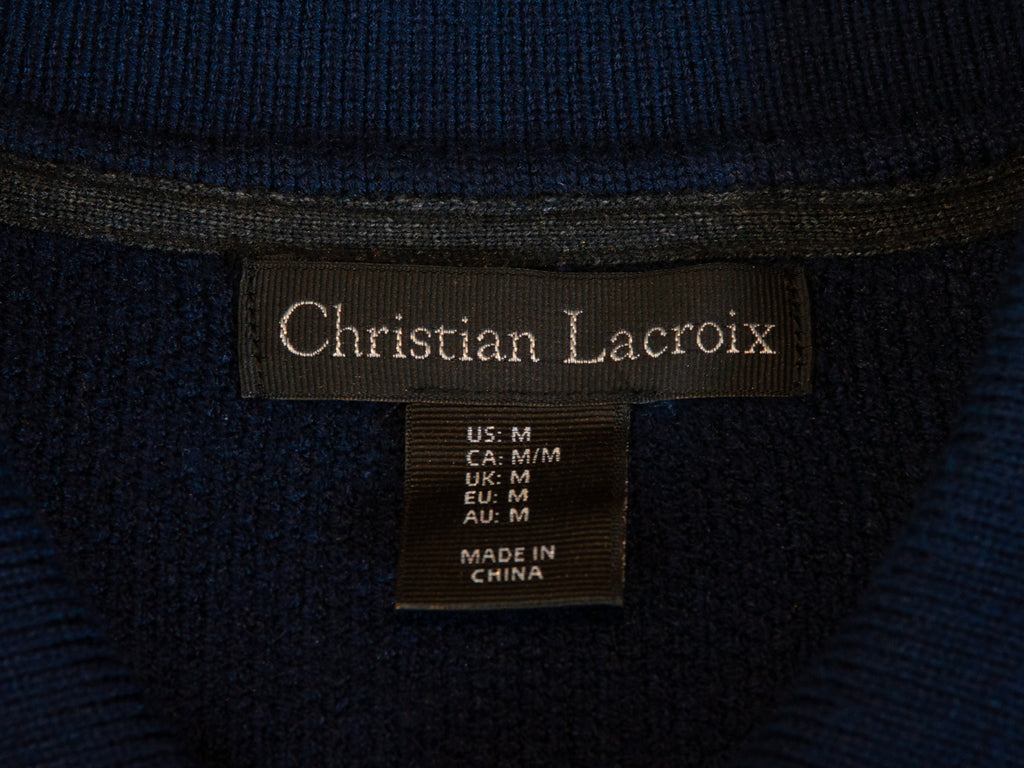 Christian Lacroix
US: M
CA: M/M
UK: M
EU: M
AU: M
MADE IN
CHINA